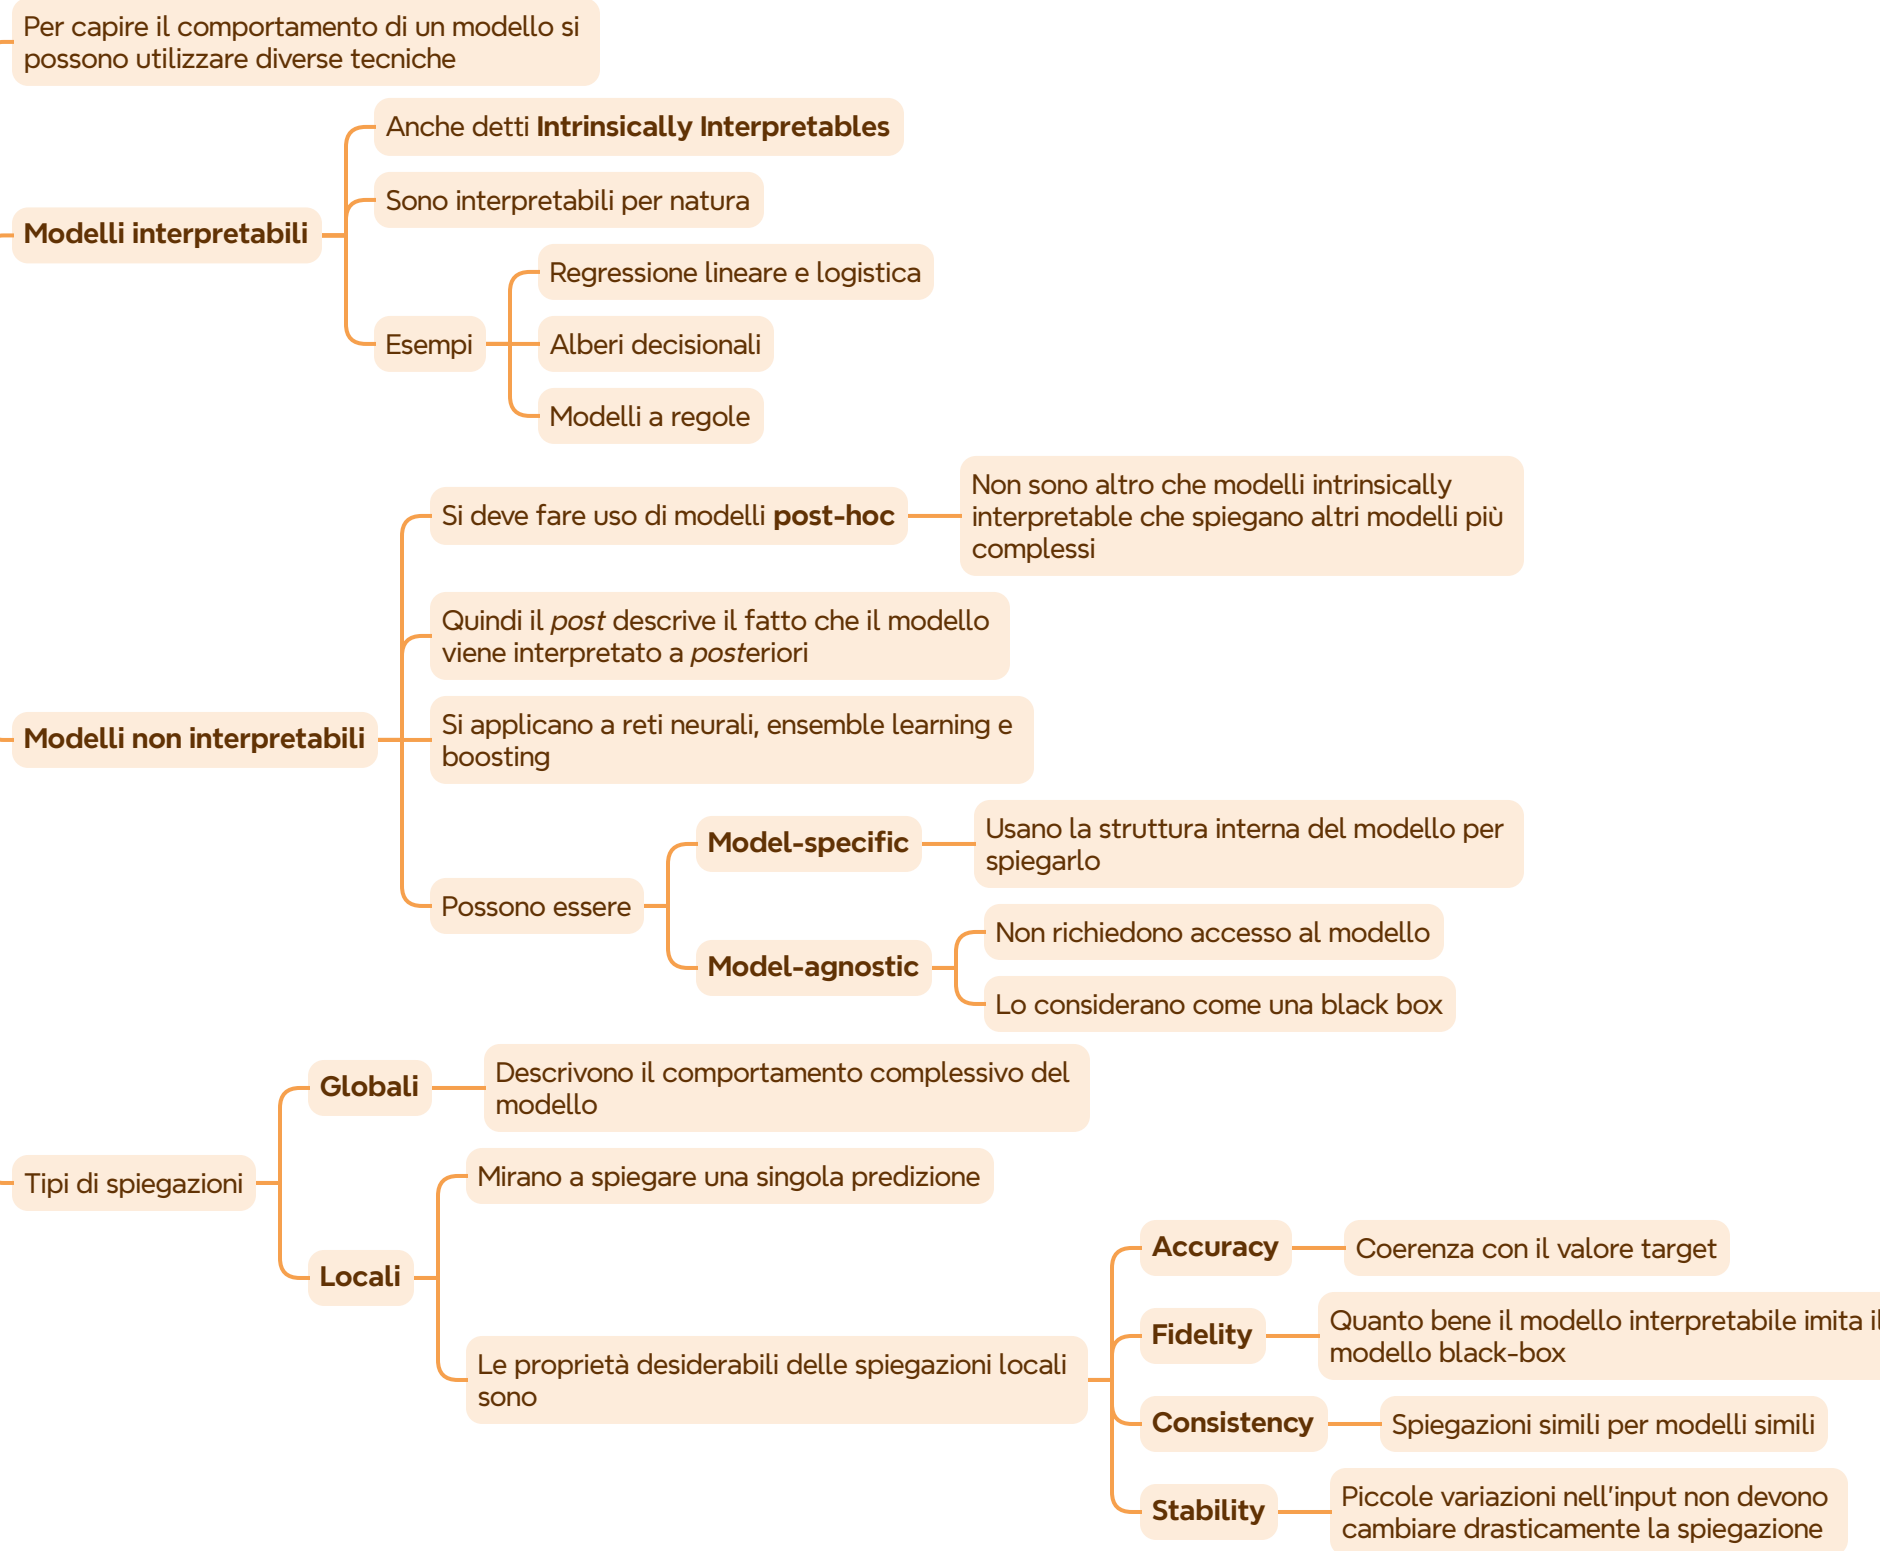 Per capire il comportamento di un modello si
possono utilizzare diverse tecniche
Modelli interpretabili
Anche detti Intrinsically Interpretables
Sono interpretabili per natura
Esempi
Regressione lineare e logistica
Alberi decisionali
Modelli a regole
Modelli non interpretabili
Si deve fare uso di modelli post-hoc
Non sono altro che modelli intrinsically
interpretable che spiegano altri modelli più
complessi
Quindi il post descrive il fatto che il modello
viene interpretato a posteriori
Si applicano a reti neurali, ensemble learning e
boosting
Possono essere
Model-specific
Usano la struttura interna del modello per
spiegarlo
Model-agnostic
Non richiedono accesso al modello
Lo considerano come una black box
Tipi di spiegazioni
Globali
Descrivono il comportamento complessivo del
modello
Locali
Mirano a spiegare una singola predizione
Le proprietà desiderabili delle spiegazioni locali
sono
Accuracy
Coerenza con il valore target
Fidelity
Quanto bene il modello interpretabile imita il
modello black-box
Consistency
Spiegazioni simili per modelli simili
Stability
Piccole variazioni nell'input non devono
cambiare drasticamente la spiegazione